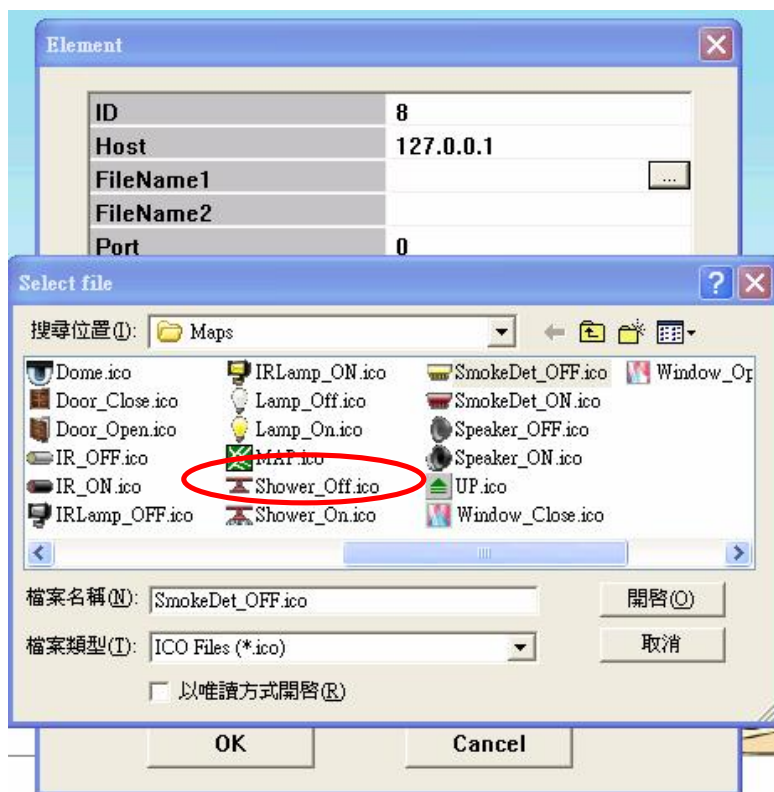 Element
ID 8
Host 127.0.0.1
FileName1 ...
FileName2
Port 0
Select file
搜尋位置(I): Maps
Dome.ico IRLamp_ON.ico SmokeDet_OFF.ico Window_Op
Door_Close.ico Lamp_Off.ico SmokeDet_ON.ico
Door_Open.ico Lamp_On.ico Speaker_OFF.ico
IR_OFF.ico MAP.ico Speaker_ON.ico
IR_ON.ico Shower_Off.ico UP.ico
IRLamp_OFF.ico Shower_On.ico Window_Close.ico
檔案名稱(N): SmokeDet_OFF.ico 開啓(O)
檔案類型(T): ICO Files (*.ico) 取消
以唯讀方式開啓(R)
OK Cancel